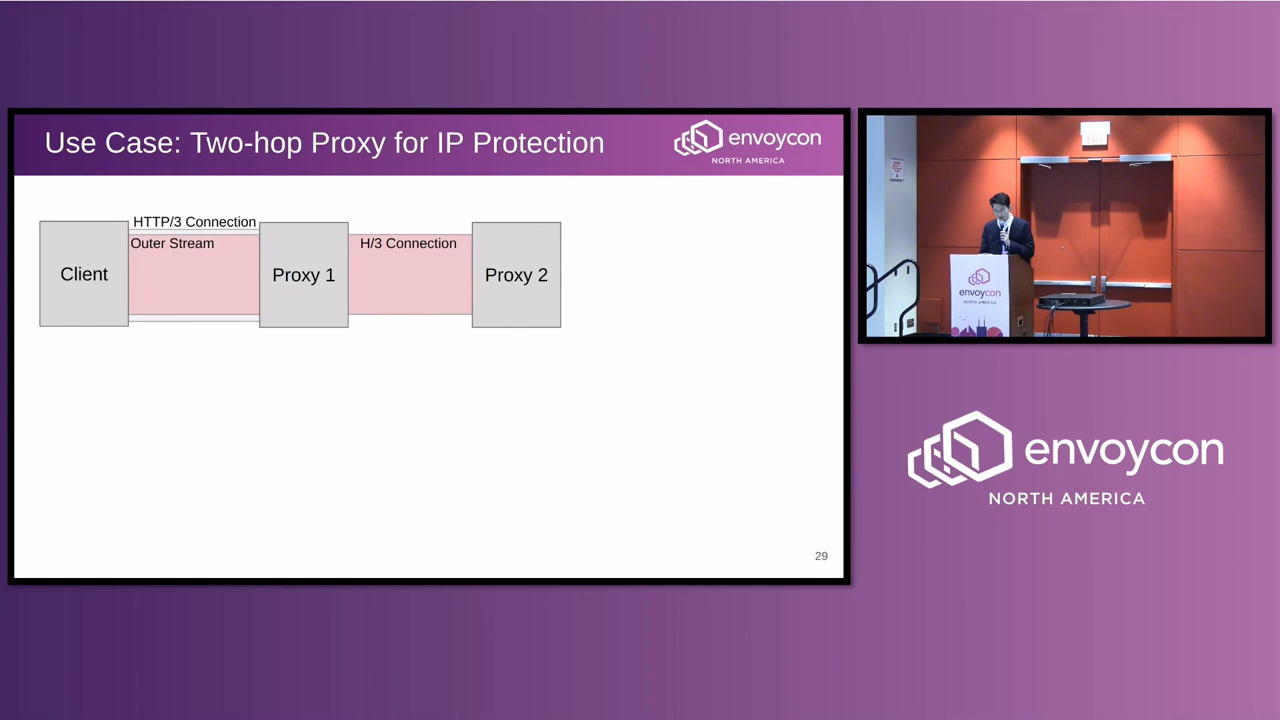 Use Case: Two-hop Proxy for IP Protection
envoycon
NORTH AMERICA
HTTP/3 Connection
Outer Stream
H/3 Connection
Client
Proxy 1
Proxy 2
29
EXIT
envoycon
NORTH AMERICA
envoycon
NORTH AMERICA